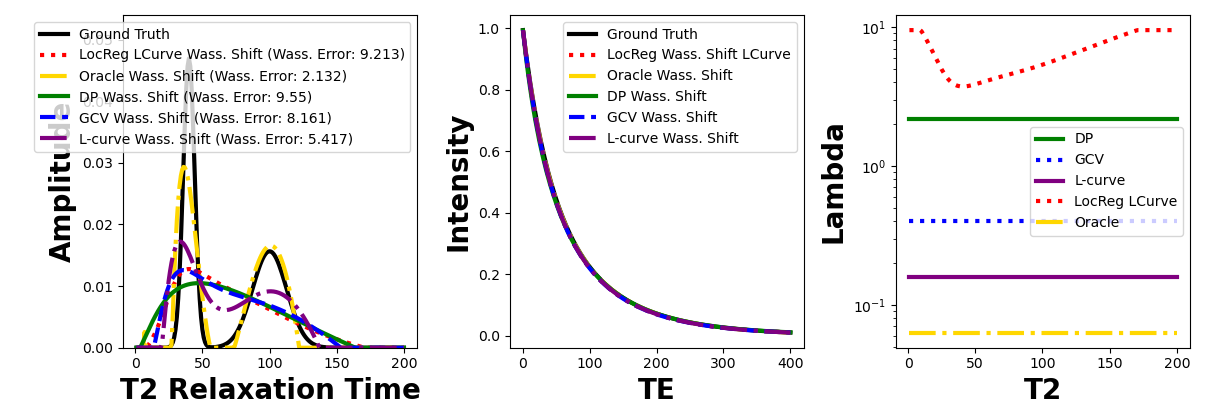 Ground Truth
LocReg LCurve Wass. Shift (Wass. Error: 9.213)
Oracle Wass. Shift (Wass. Error: 2.132)
DP Wass. Shift (Wass. Error: 9.55)
GCV Wass. Shift (Wass. Error: 8.161)
L-curve Wass. Shift (Wass. Error: 5.417)
Amplitude
0.05
0.04
0.03
0.02
0.01
0.00
0
50
100
150
200
T2 Relaxation Time
Ground Truth
LocReg Wass. Shift LCurve
Oracle Wass. Shift
DP Wass. Shift
GCV Wass. Shift
L-curve Wass. Shift
Intensity
1.0
0.8
0.6
0.4
0.2
0.0
0
100
200
300
400
TE
DP
GCV
L-curve
LocReg LCurve
Oracle
Lambda
10¹
10⁰
10⁻¹
0
50
100
150
200
T2